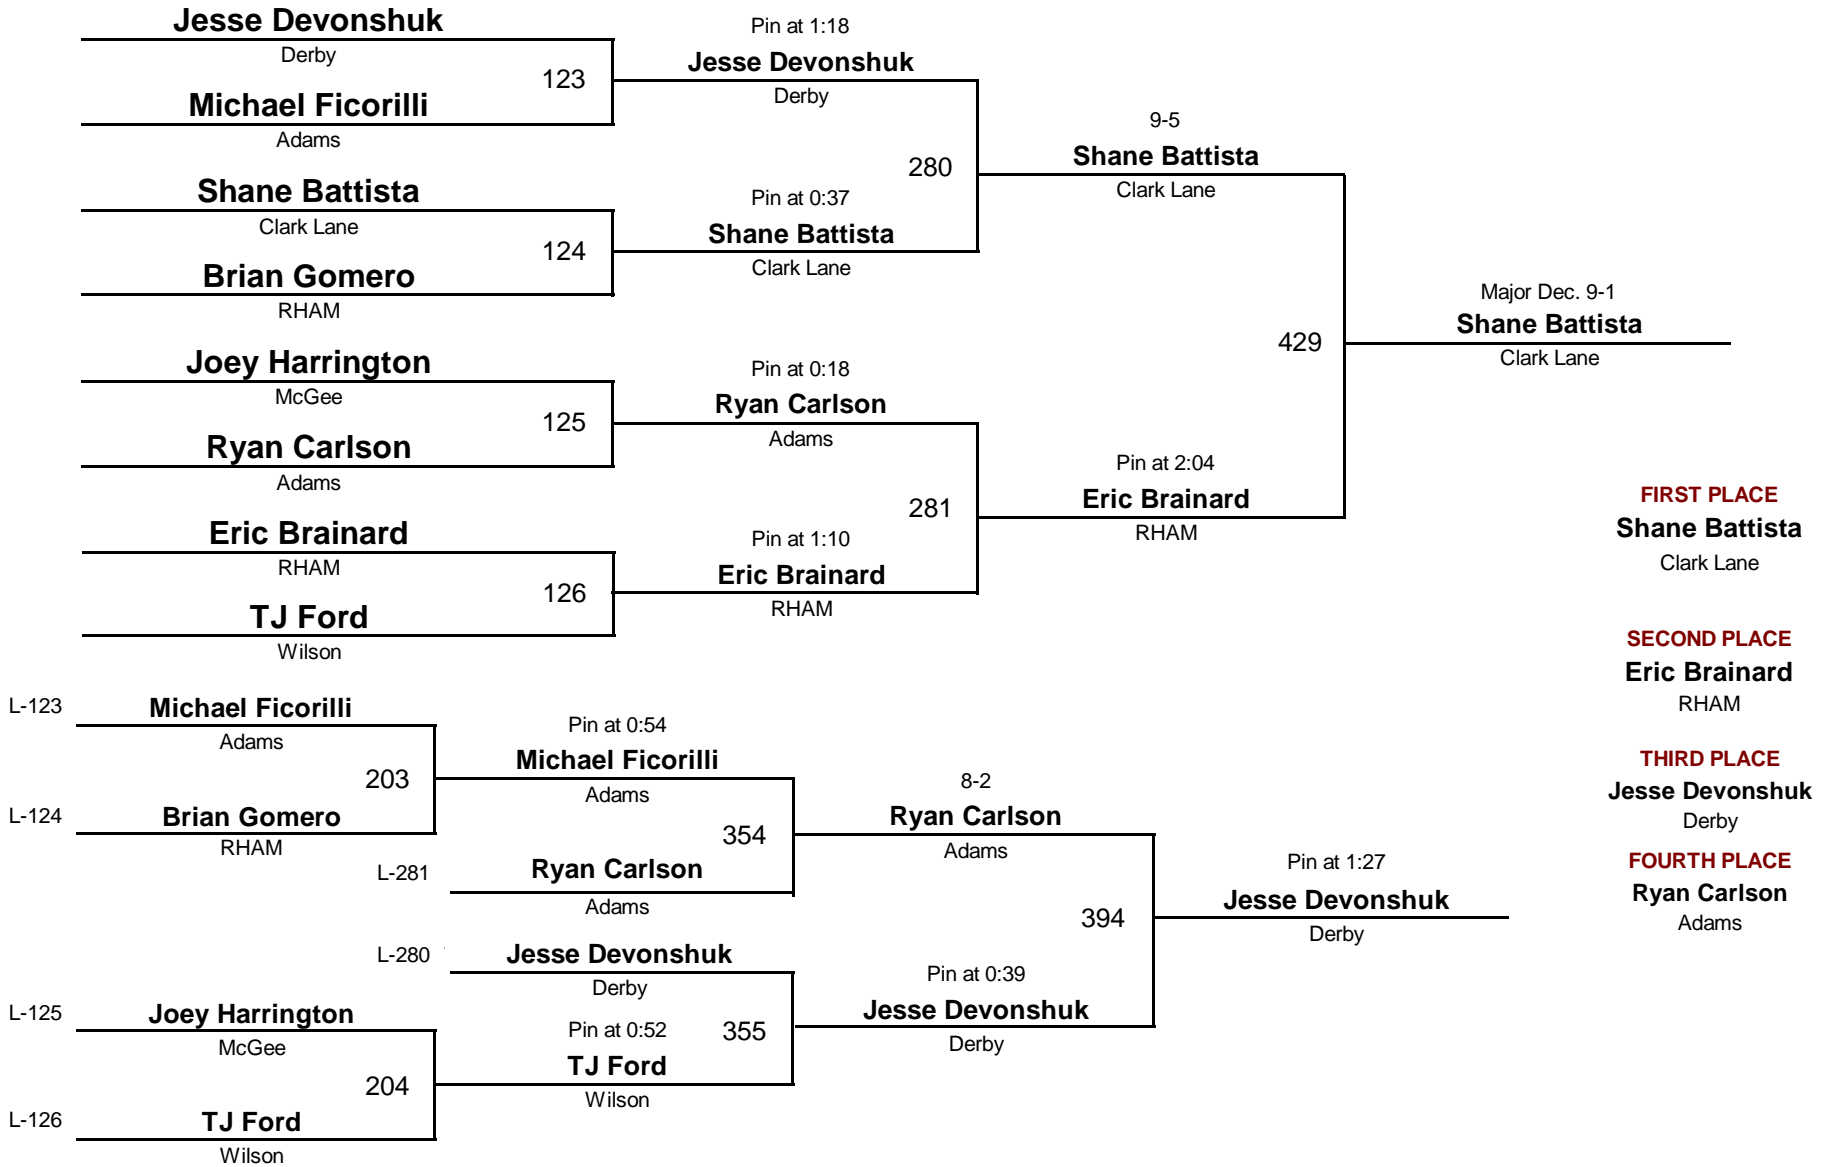 Jesse Devonshuk
Derby
123
Michael Ficorilli
Adams
Pin at 1:18
Jesse Devonshuk
Derby
Shane Battista
Clark Lane
124
Brian Gomero
RHAM
Pin at 0:37
Shane Battista
Clark Lane
280
9-5
Shane Battista
Clark Lane
Joey Harrington
McGee
125
Ryan Carlson
Adams
Pin at 0:18
Ryan Carlson
Adams
Eric Brainard
RHAM
126
TJ Ford
Wilson
Pin at 1:10
Eric Brainard
RHAM
281
Pin at 2:04
Eric Brainard
RHAM
429
Major Dec. 9-1
Shane Battista
Clark Lane
FIRST PLACE
Shane Battista
Clark Lane
SECOND PLACE
Eric Brainard
RHAM
THIRD PLACE
Jesse Devonshuk
Derby
FOURTH PLACE
Ryan Carlson
Adams
L-123
Michael Ficorilli
Adams
203
L-124
Brian Gomero
RHAM
Pin at 0:54
Michael Ficorilli
Adams
354
L-281
Ryan Carlson
Adams
8-2
Ryan Carlson
Adams
L-280
Jesse Devonshuk
Derby
355
L-125
Joey Harrington
McGee
204
L-126
TJ Ford
Wilson
Pin at 0:52
TJ Ford
Wilson
Pin at 0:39
Jesse Devonshuk
Derby
394
Pin at 1:27
Jesse Devonshuk
Derby